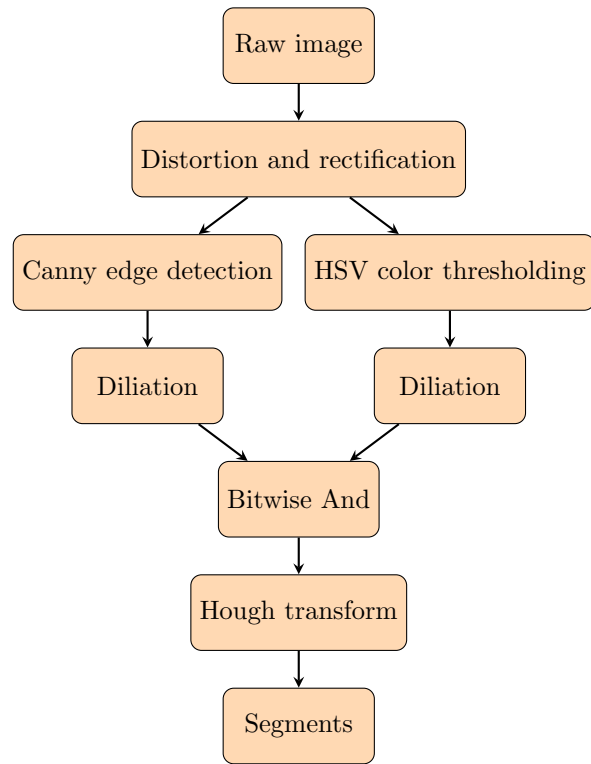 Raw image
Distortion and rectification
Canny edge detection
HSV color thresholding
Diliation
Diliation
Bitwise And
Hough transform
Segments